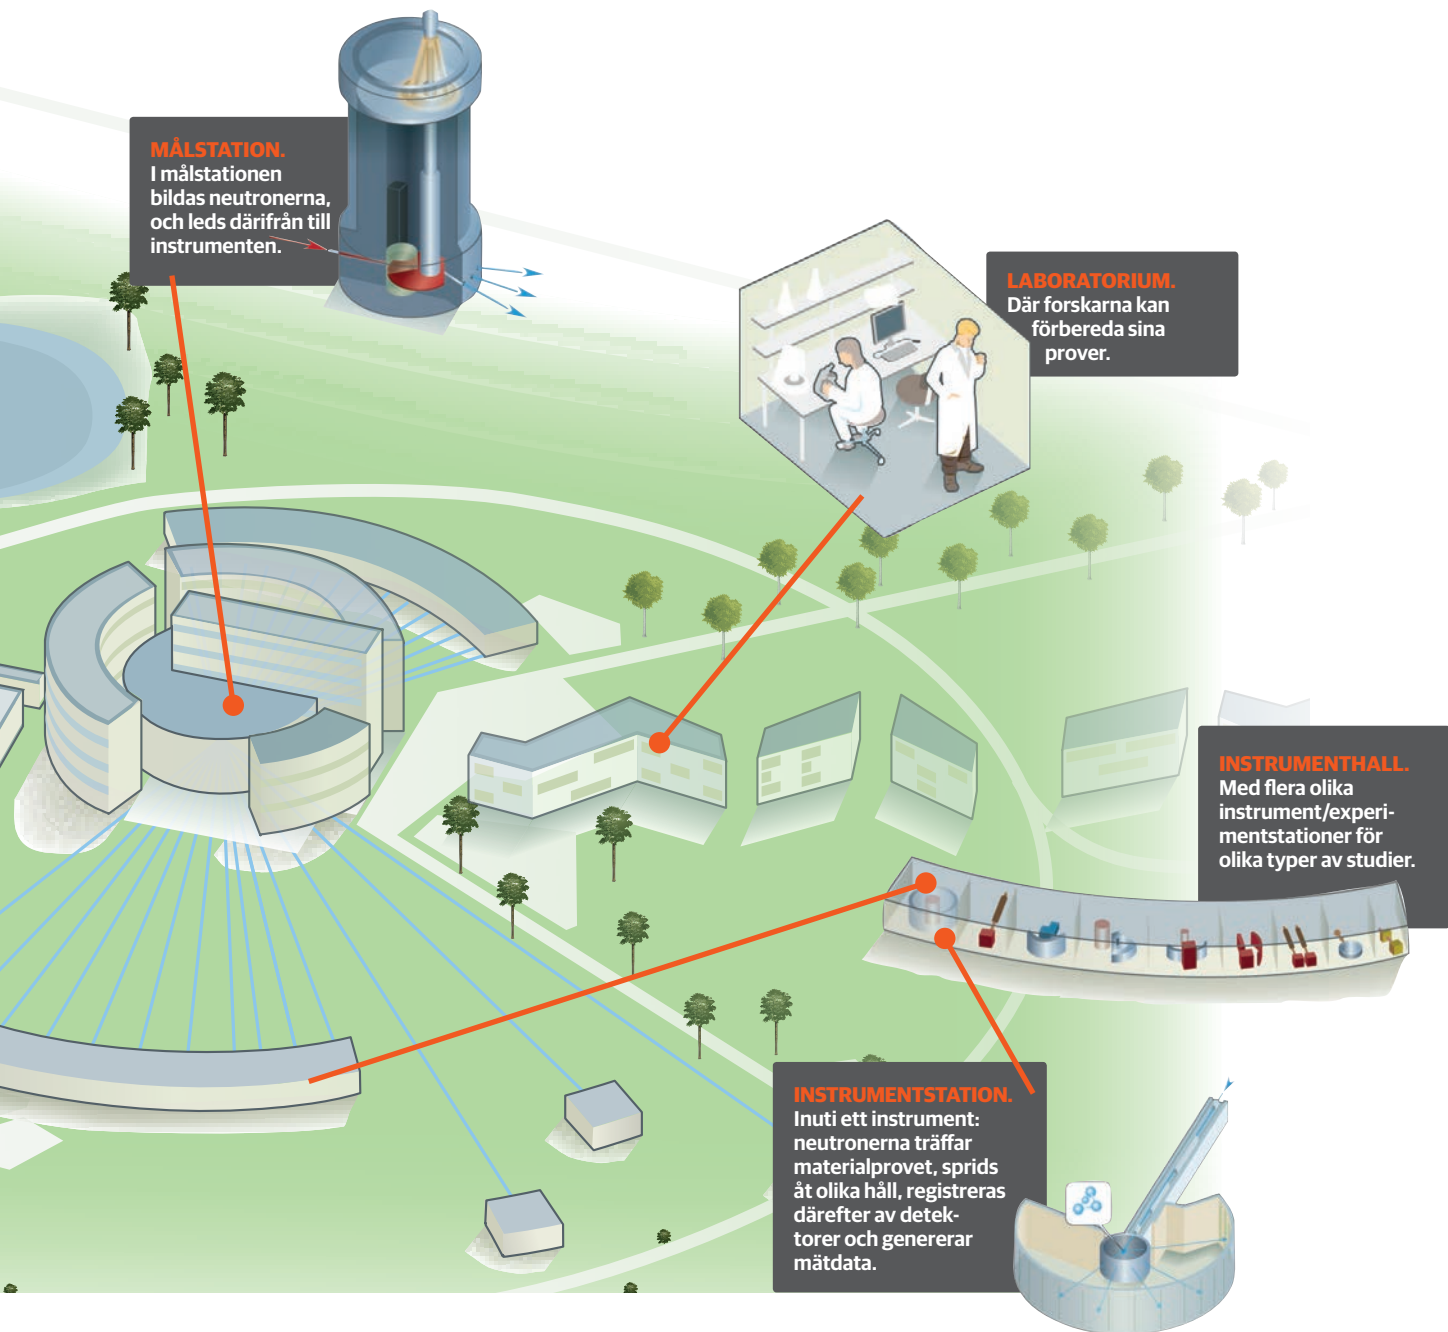 MÅLSTATION.
I målstationen
bildas neutronerna,
och leds därifrån till
instrumenten.
LABORATORIUM.
Där forskarna kan
förbereda sina
prover.
INSTRUMENTHALL.
Med flera olika
instrument/experi-
mentstationer för
olika typer av studier.
INSTRUMENTSTATION.
Inuti ett instrument:
neutronerna träffar
materialprovet, sprids
åt olika håll, registreras
därefter av detek-
torer och genererar
mätdata.